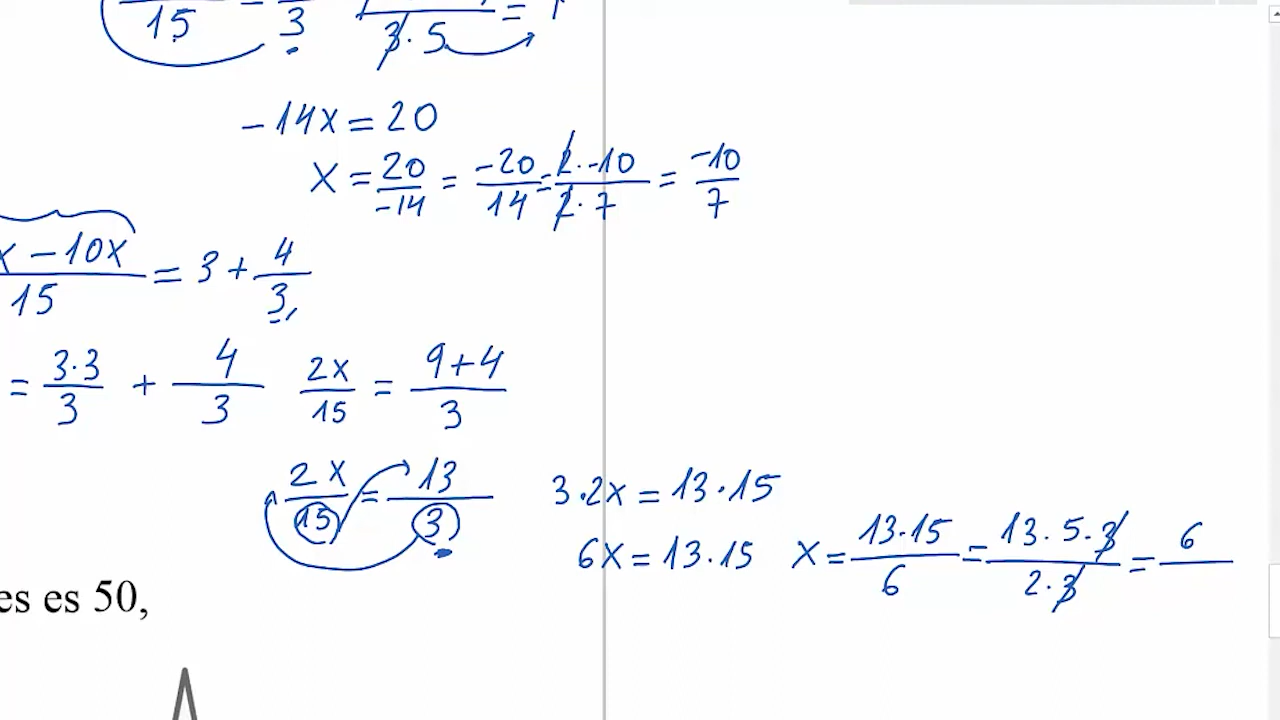 15 3 3·5 =
-14x = 20
x = 20/-14 = -20/14 = 2·-10/2·7 = -10/7
x - 10x/15 = 3 + 4/3
= 3·3/3 + 4/3 2x/15 = 9+4/3
2x/15 = 13/3 3·2x = 13·15
6x = 13·15 x = 13·15/6 = 13·5·3/2·3 = 6/
es es 50,